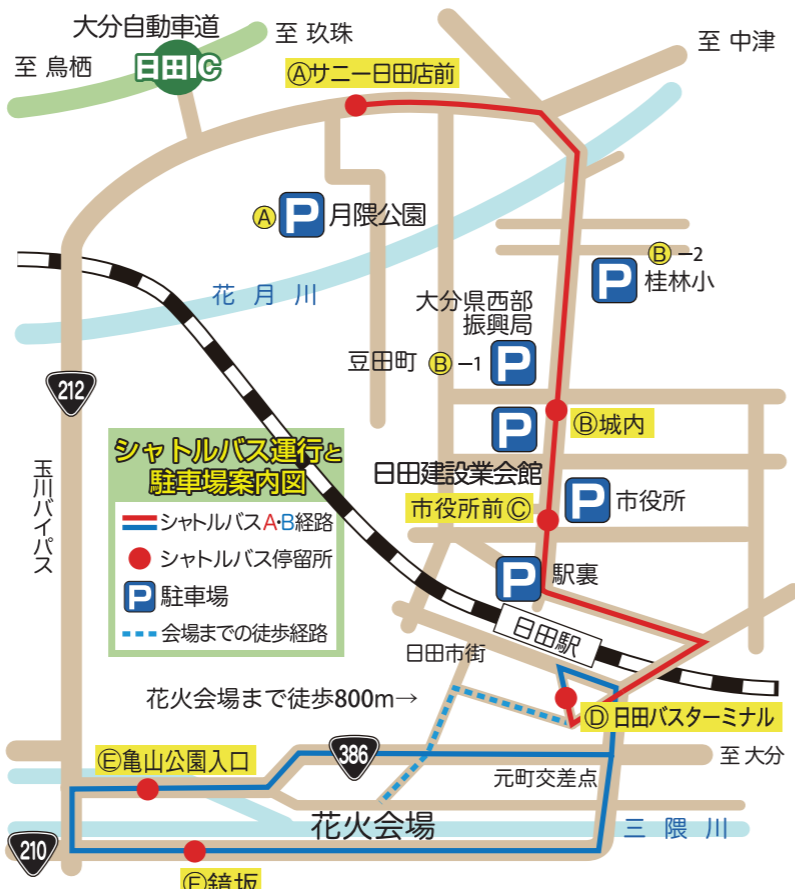 大分自動車道
至 玖珠
至 鳥栖
日田IC
至 中津
Ⓐサニー日田店前
Ⓐ P 月隈公園
花月川
Ⓑ−2
P 桂林小
大分県西部
振興局
豆田町
Ⓑ−1 P
212
P
Ⓑ城内
日田建設業会館
市役所前Ⓒ
P 市役所
玉川バイパス
シャトルバス運行と
駐車場案内図
シャトルバスA・B経路
シャトルバス停留所
P 駐車場
会場までの徒歩経路
P 駅裏
日田駅
日田市街
花火会場まで徒歩800m→
Ⓓ日田バスターミナル
386
至 大分
Ⓔ亀山公園入口
元町交差点
花火会場
三隈川
210
Ⓕ鏡坂